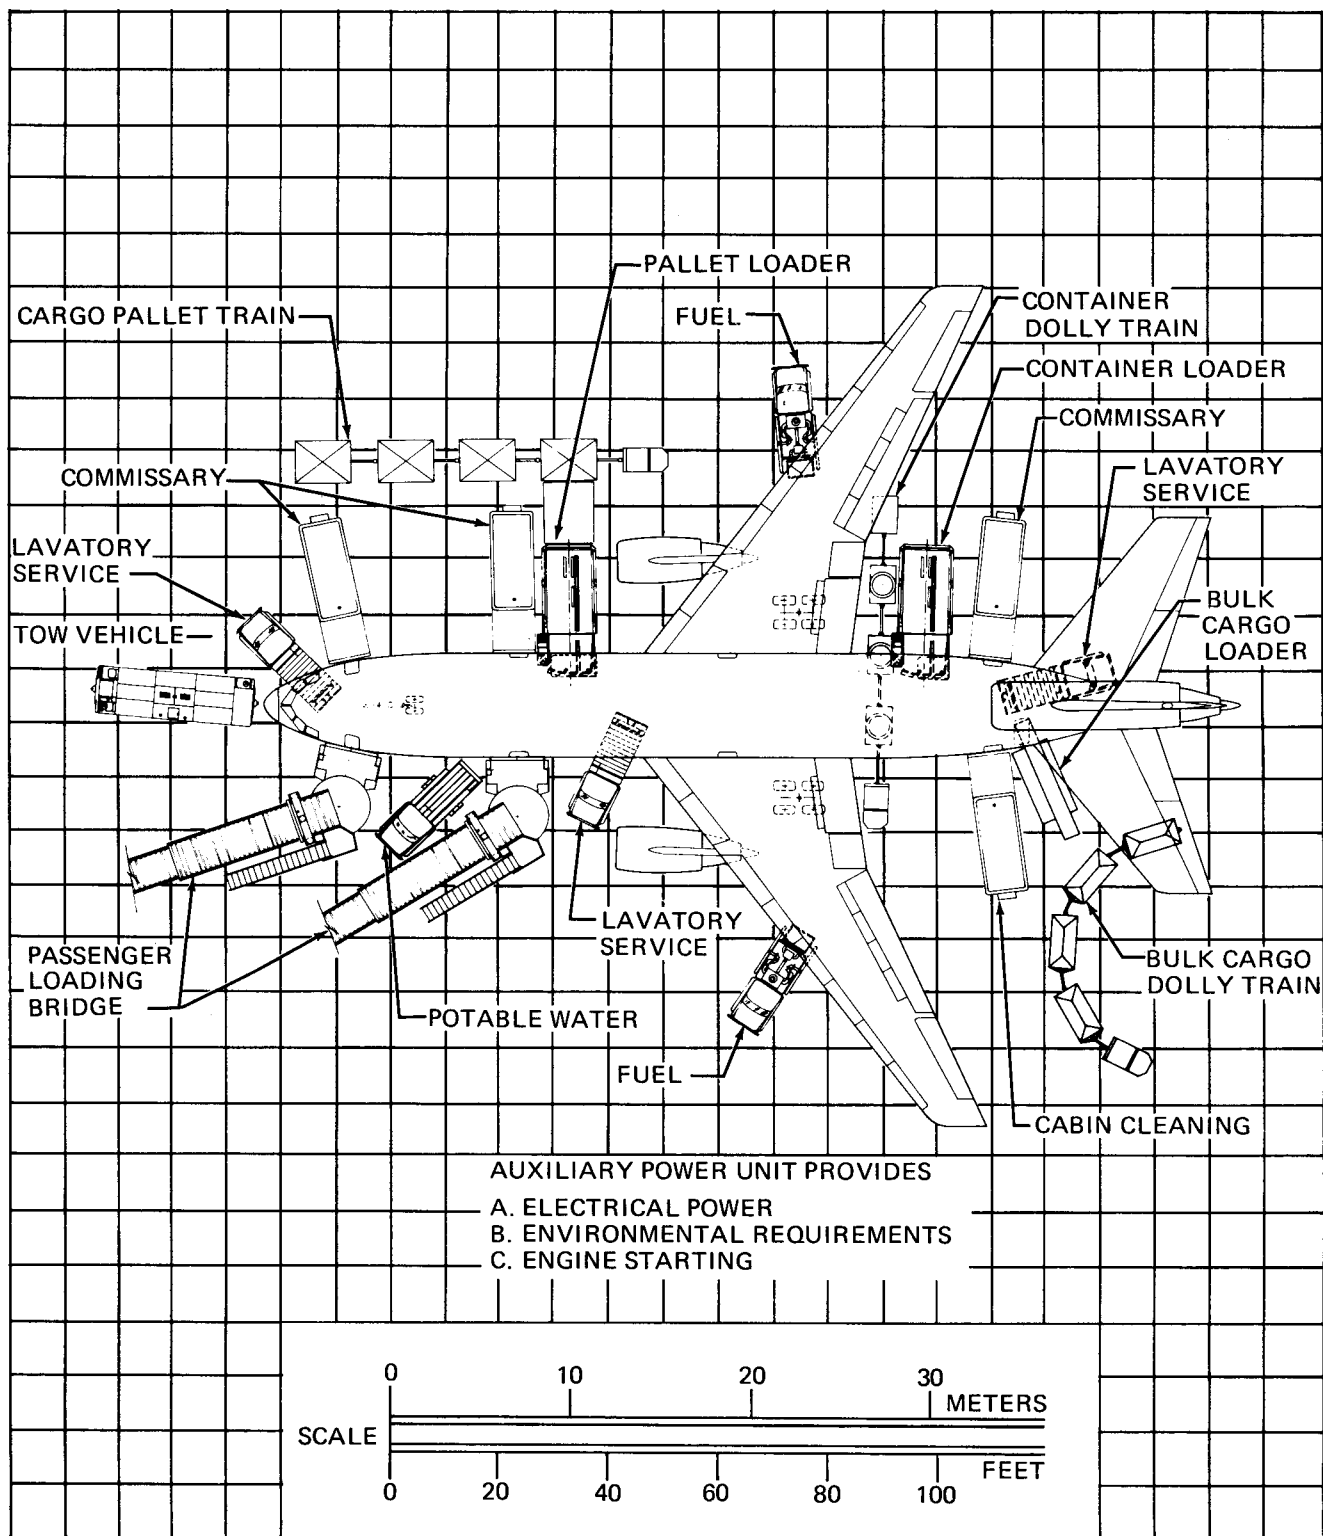 PALLET LOADER
CARGO PALLET TRAIN
FUEL
CONTAINER
DOLLY TRAIN
CONTAINER LOADER
COMMISSARY
COMMISSARY
LAVATORY
SERVICE
LAVATORY
SERVICE
TOW VEHICLE
BULK
CARGO
LOADER
PASSENGER
LOADING
BRIDGE
LAVATORY
SERVICE
POTABLE WATER
BULK CARGO
DOLLY TRAIN
FUEL
CABIN CLEANING
AUXILIARY POWER UNIT PROVIDES
A. ELECTRICAL POWER
B. ENVIRONMENTAL REQUIREMENTS
C. ENGINE STARTING
0 10 20 30
METERS
SCALE
FEET
0 20 40 60 80 100